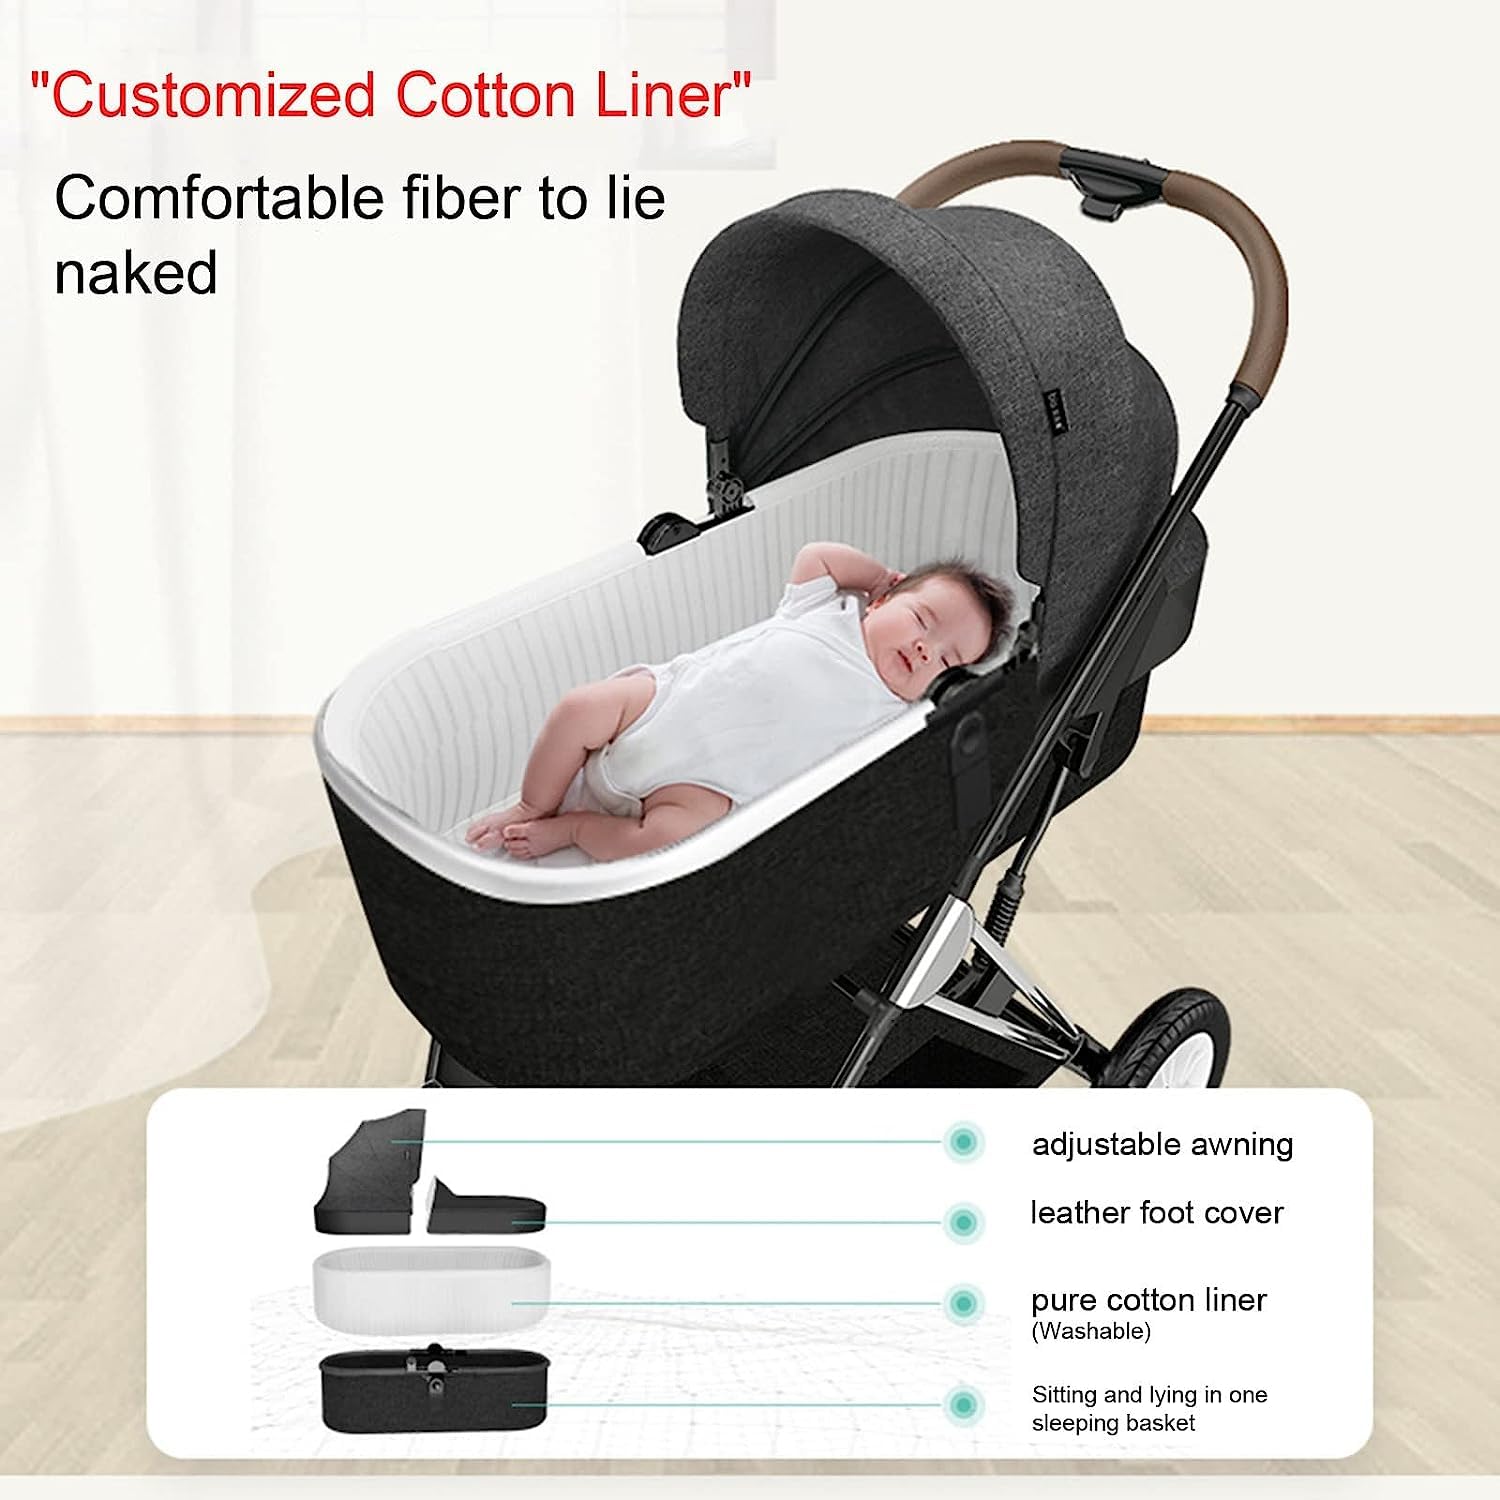 "Customized Cotton Liner"
Comfortable fiber to lie
naked
adjustable awning
leather foot cover
pure cotton liner
(Washable)
Sitting and lying in one
sleeping basket